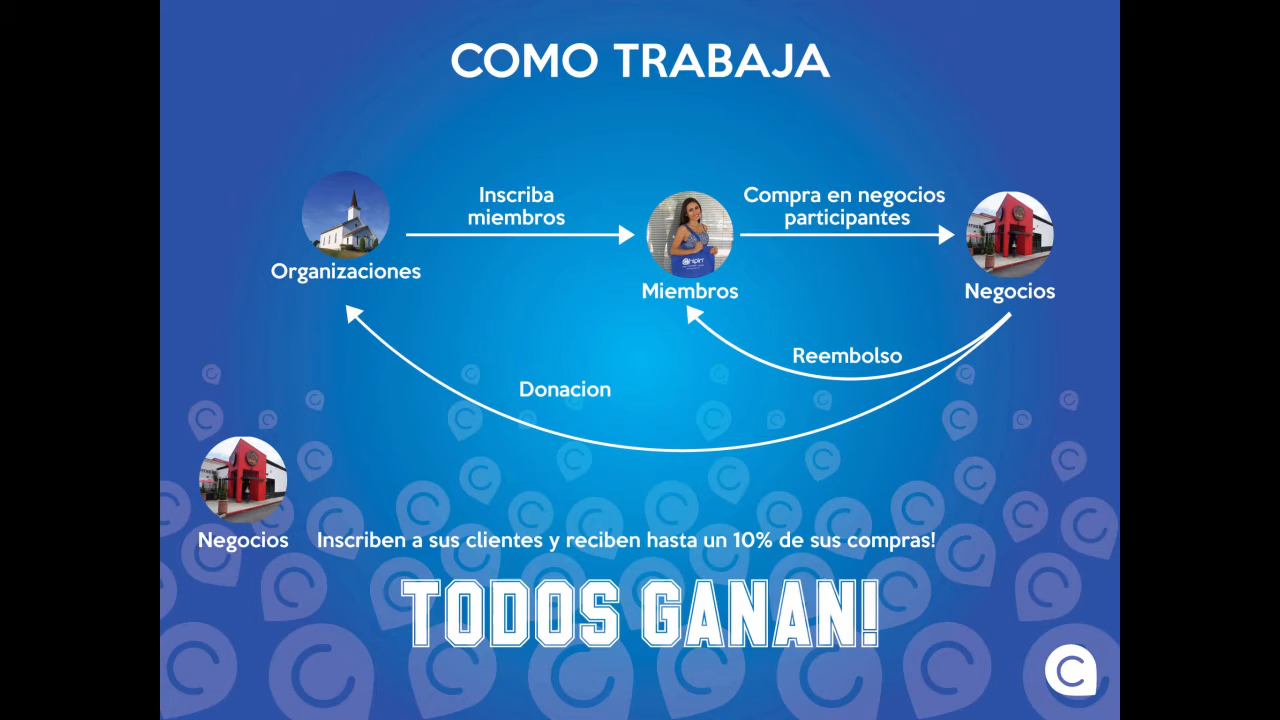 COMO TRABAJA
Inscriba
miembros
Compra en negocios
participantes
Organizaciones
Miembros
Negocios
Reembolso
Donacion
Negocios
Inscriben a sus clientes y reciben hasta un 10% de sus compras!
TODOS GANAN!